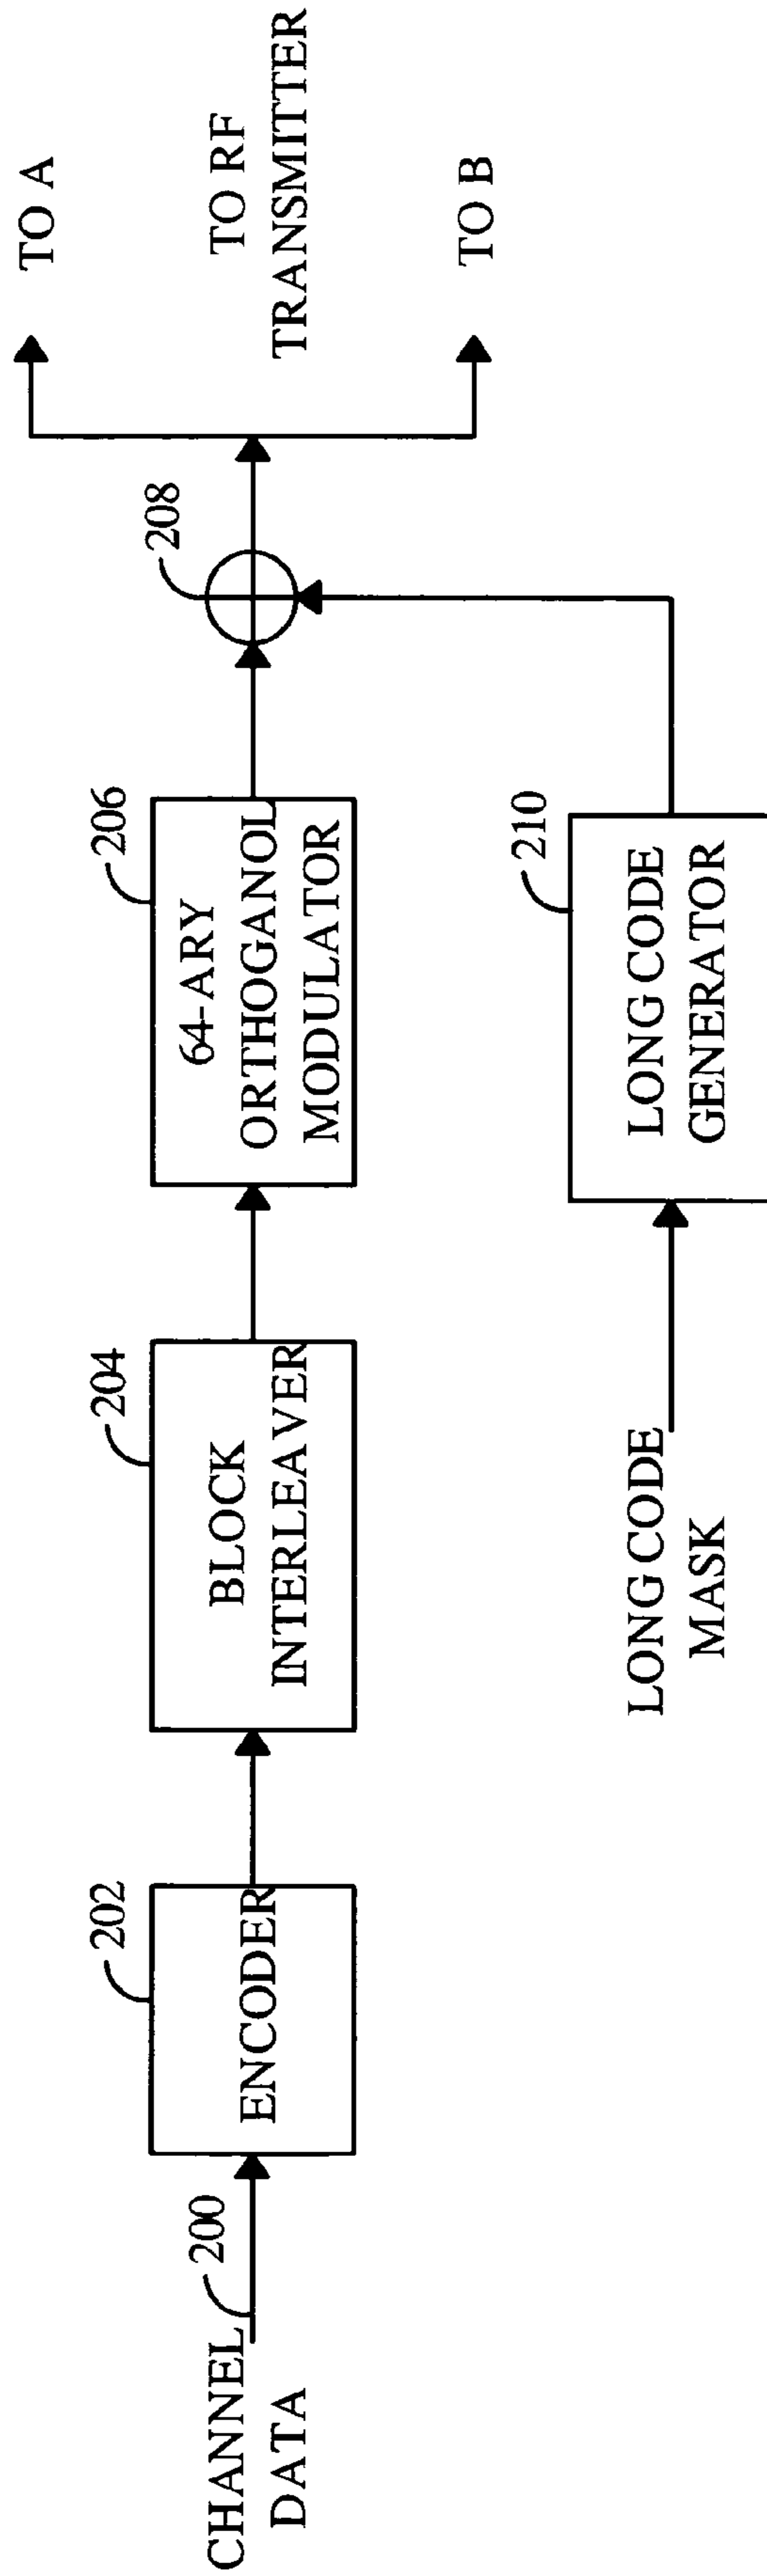 CHANNEL
DATA
200
202
ENCODER
204
BLOCK
INTERLEAVER
206
64-ARY
ORTHOGANOL
MODULATOR
208
TO A
TO RF
TRANSMITTER
TO B
LONG CODE
MASK
210
LONG CODE
GENERATOR